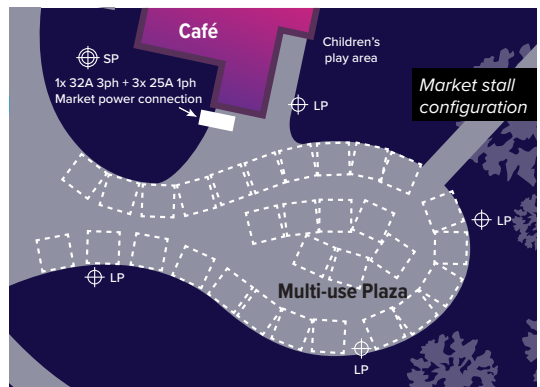 Café
Children's
play area
SP
1x 32A 3ph + 3x 25A 1ph
Market power connection
LP
Market stall
configuration
LP
LP
Multi-use Plaza
LP